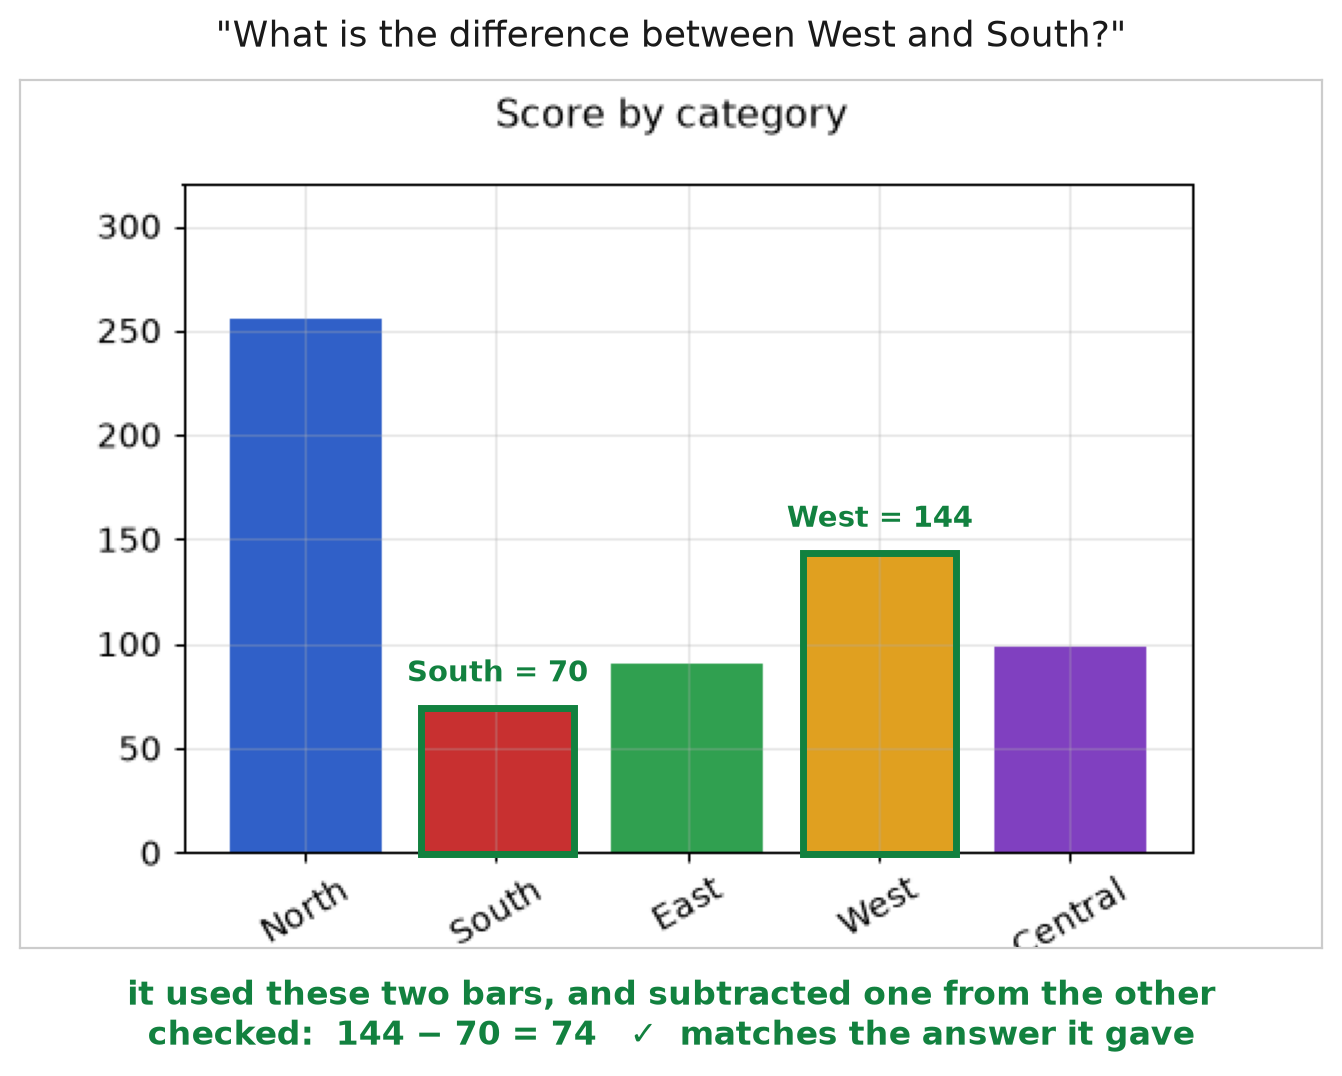 "What is the difference between West and South?"
Score by category
300
250
200
150
100
50
0
West = 144
South = 70
North
South
East
West
Central
it used these two bars, and subtracted one from the other
checked: 144 − 70 = 74 ✓ matches the answer it gave